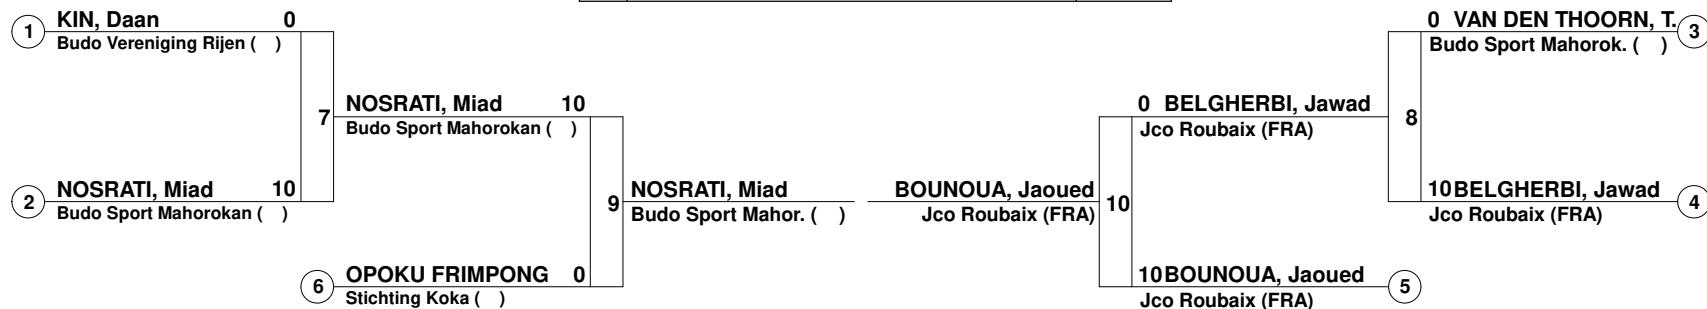 1 KIN, Daan 0
Budo Vereniging Rijen ( )
0 VAN DEN THOORN, T. 3
Budo Sport Mahorok. ( )
7 NOSRATI, Miad 10
Budo Sport Mahorokan ( )
0 BELGHERBI, Jawad 8
Jco Roubaix (FRA)
2 NOSRATI, Miad 10
Budo Sport Mahorokan ( )
9 NOSRATI, Miad
Budo Sport Mahor. ( )
BOUNOUA, Jaoued 10
Jco Roubaix (FRA)
10 BELGHERBI, Jawad 4
Jco Roubaix (FRA)
6 OPOKU FRIMPONG 0
Stichting Koka ( )
10 BOUNOUA, Jaoued 5
Jco Roubaix (FRA)